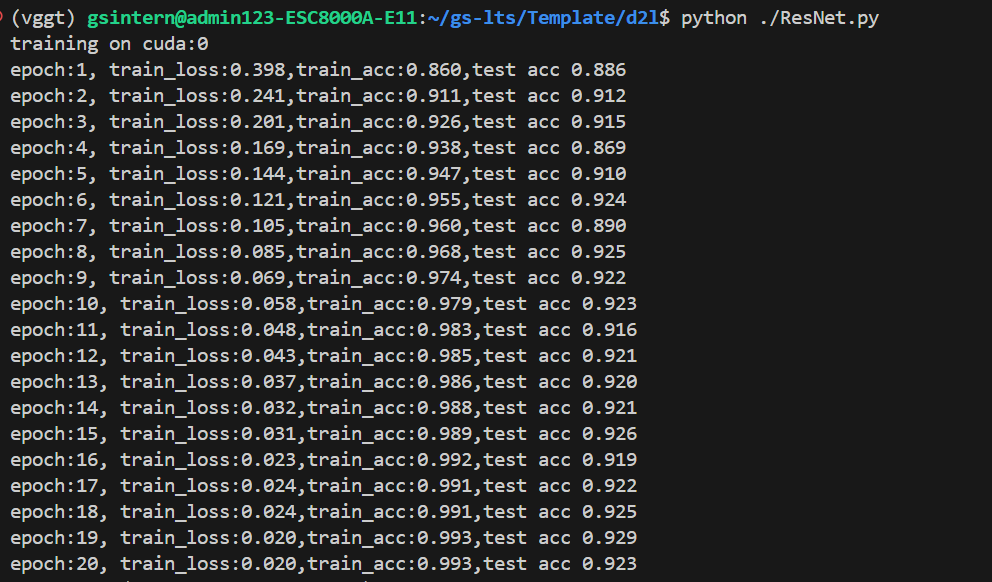 (vggt) gsintern@admin123-ESC8000A-E11:~/gs-lts/Template/d2l$ python ./ResNet.py
training on cuda:0
epoch:1, train_loss:0.398,train_acc:0.860,test acc 0.886
epoch:2, train_loss:0.241,train_acc:0.911,test acc 0.912
epoch:3, train_loss:0.201,train_acc:0.926,test acc 0.915
epoch:4, train_loss:0.169,train_acc:0.938,test acc 0.869
epoch:5, train_loss:0.144,train_acc:0.947,test acc 0.910
epoch:6, train_loss:0.121,train_acc:0.955,test acc 0.924
epoch:7, train_loss:0.105,train_acc:0.960,test acc 0.890
epoch:8, train_loss:0.085,train_acc:0.968,test acc 0.925
epoch:9, train_loss:0.069,train_acc:0.974,test acc 0.922
epoch:10, train_loss:0.058,train_acc:0.979,test acc 0.923
epoch:11, train_loss:0.048,train_acc:0.983,test acc 0.916
epoch:12, train_loss:0.043,train_acc:0.985,test acc 0.921
epoch:13, train_loss:0.037,train_acc:0.986,test acc 0.920
epoch:14, train_loss:0.032,train_acc:0.988,test acc 0.921
epoch:15, train_loss:0.031,train_acc:0.989,test acc 0.926
epoch:16, train_loss:0.023,train_acc:0.992,test acc 0.919
epoch:17, train_loss:0.024,train_acc:0.991,test acc 0.922
epoch:18, train_loss:0.024,train_acc:0.991,test acc 0.925
epoch:19, train_loss:0.020,train_acc:0.993,test acc 0.929
epoch:20, train_loss:0.020,train_acc:0.993,test acc 0.923